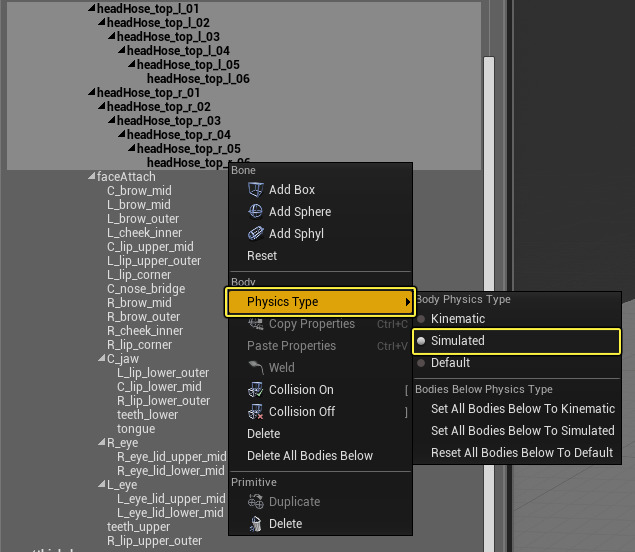 headHose_top_l_01
headHose_top_l_02
headHose_top_l_03
headHose_top_l_04
headHose_top_l_05
headHose_top_l_06
headHose_top_r_01
headHose_top_r_02
headHose_top_r_03
headHose_top_r_04
headHose_top_r_05
headHose_top_r_06
faceAttach
C_brow_mid
L_brow_mid
L_brow_outer
L_cheek_inner
C_lip_upper_mid
L_lip_upper_outer
L_lip_corner
C_nose_bridge
R_brow_mid
R_brow_outer
R_cheek_inner
R_lip_corner
C_jaw
L_lip_lower_outer
C_lip_lower_mid
R_lip_lower_outer
teeth_lower
tongue
R_eye
R_eye_lid_upper_mid
R_eye_lid_lower_mid
L_eye
L_eye_lid_upper_mid
L_eye_lid_lower_mid
teeth_upper
R_lip_upper_outer
Bone
Add Box
Add Sphere
Add Sphyl
Reset
Body
Physics Type
Copy Properties Ctrl+C
Paste Properties Ctrl+V
Weld
Collision On [
Collision Off ]
Delete
Delete All Bodies Below
Primitive
Duplicate
Delete
Body Physics Type
Kinematic
Simulated
Default
Bodies Below Physics Type
Set All Bodies Below To Kinematic
Set All Bodies Below To Simulated
Reset All Bodies Below To Default